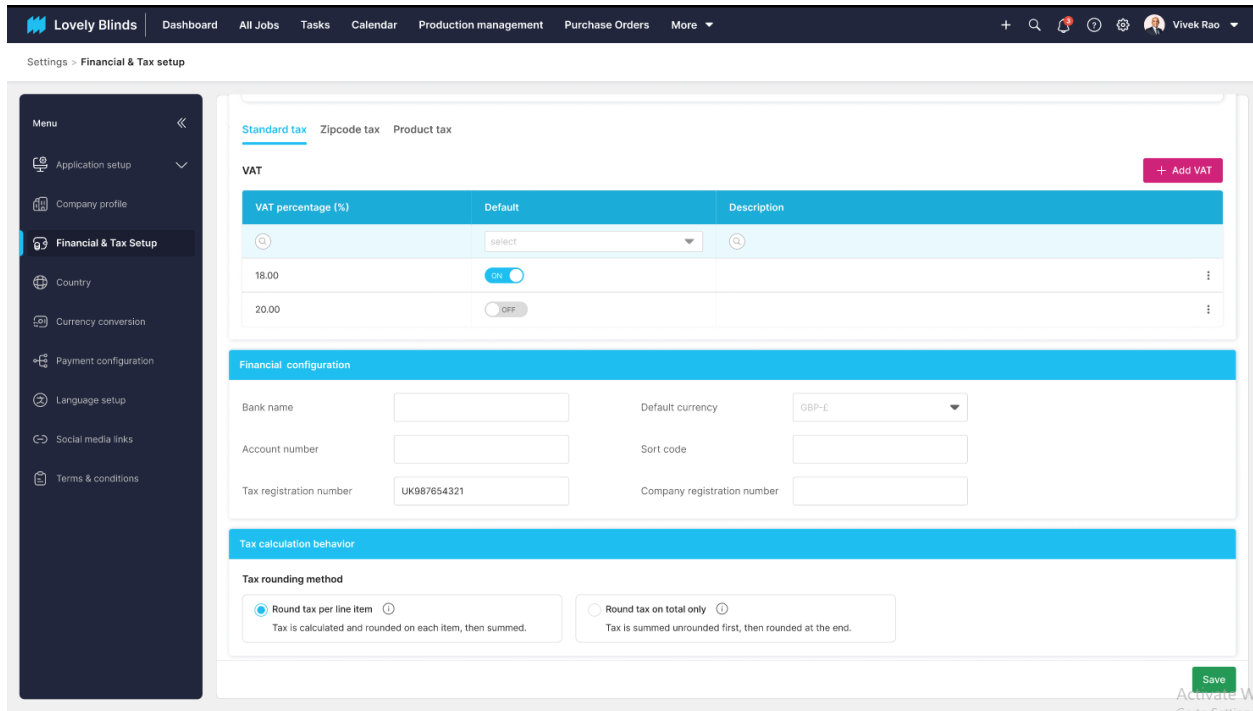 Lovely Blinds Dashboard All Jobs Tasks Calendar Production management Purchase Orders More 3 Vivek Rao
Settings > Financial & Tax setup
Menu
Application setup
Company profile
Financial & Tax Setup
Country
Currency conversion
Payment configuration
Language setup
Social media links
Terms & conditions
Standard tax Zipcode tax Product tax
VAT + Add VAT
VAT percentage (%) Default Description
select
18.00 ON
20.00 OFF
Financial configuration
Bank name Default currency GBP-£
Account number Sort code
Tax registration number UK987654321 Company registration number
Tax calculation behavior
Tax rounding method
Round tax per line item Round tax on total only
Tax is calculated and rounded on each item, then summed. Tax is summed unrounded first, then rounded at the end.
Save
Activate W